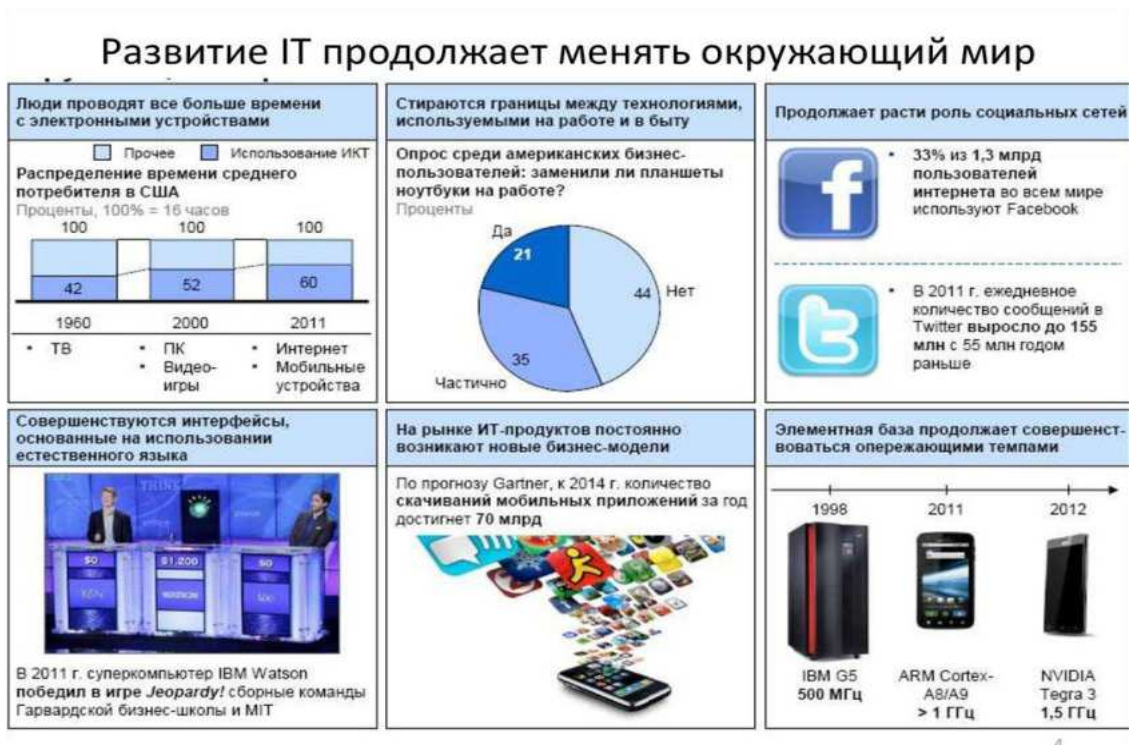 Развитие IT продолжает менять окружающий мир
Люди проводят все больше времени
с электронными устройствами
Прочее
Использование ИКТ
Распределение времени среднего
потребителя в США
Проценты, 100% = 16 часов
100
100
100
42
52
60
1960
2000
2011
• ТВ
• ПК
• Видео-
игры
• Интернет
• Мобильные
устройства
Стираются границы между технологиями,
используемыми на работе и в быту
Опрос среди американских бизнес-
пользователей: заменили ли планшеты
ноутбуки на работе?
Проценты
Да
21
44
Нет
35
Частично
Продолжает расти роль социальных сетей
f
• 33% из 1,3 млрд
пользователей
интернета во всем мире
используют Facebook
t
• В 2011 г. ежедневное
количество сообщений в
Twitter выросло до 155
млн с 55 млн годом
раньше
Совершенствуются интерфейсы,
основанные на использовании
естественного языка
THINK
$0
$1,200
$0
KEN
WATSON
В 2011 г. суперкомпьютер IBM Watson
победил в игре Jeopardy! сборные команды
Гарвардской бизнес-школы и MIT
На рынке ИТ-продуктов постоянно
возникают новые бизнес-модели
По прогнозу Gartner, к 2014 г. количество
скачиваний мобильных приложений за год
достигнет 70 млрд
Элементная база продолжает совершенст-
воваться опережающими темпами
1998
2011
2012
IBM G5
500 МГц
ARM Cortex-
A8/A9
> 1 ГГц
NVIDIA
Tegra 3
1,5 ГГц